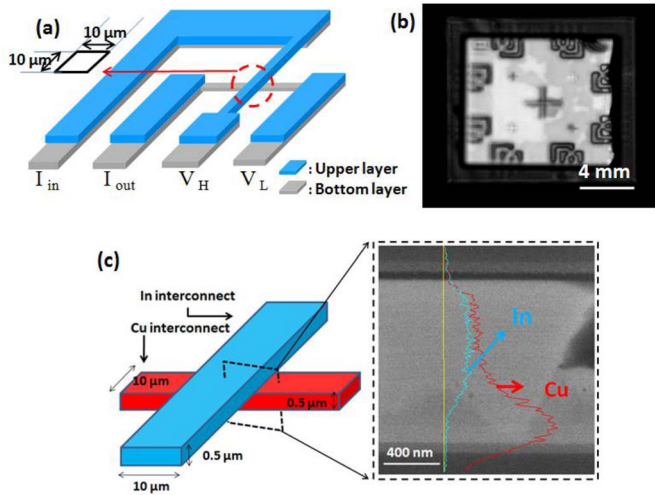 (a)
10 µm
10 µm
I in
I out
V H
V L
: Upper layer
: Bottom layer
(b)
4 mm
(c)
In interconnect
Cu interconnect
10 µm
0.5 µm
0.5 µm
10 µm
In
Cu
400 nm